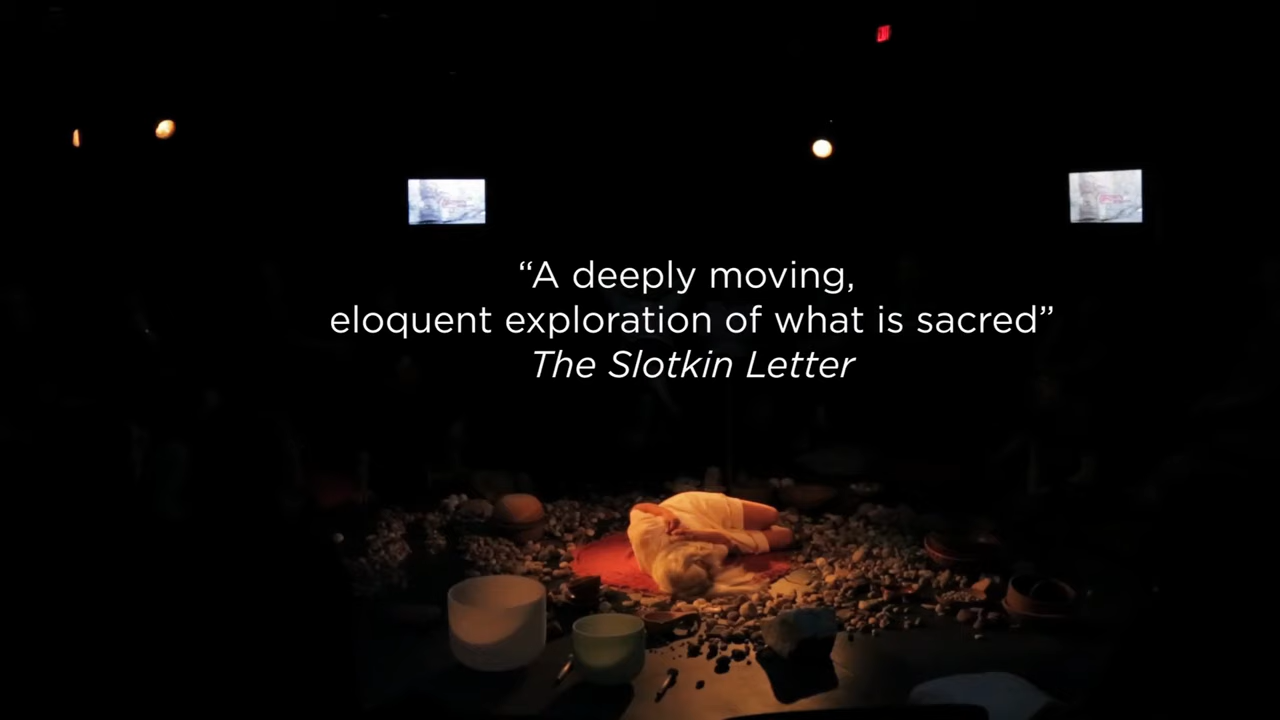 “A deeply moving,
eloquent exploration of what is sacred”
The Slotkin Letter